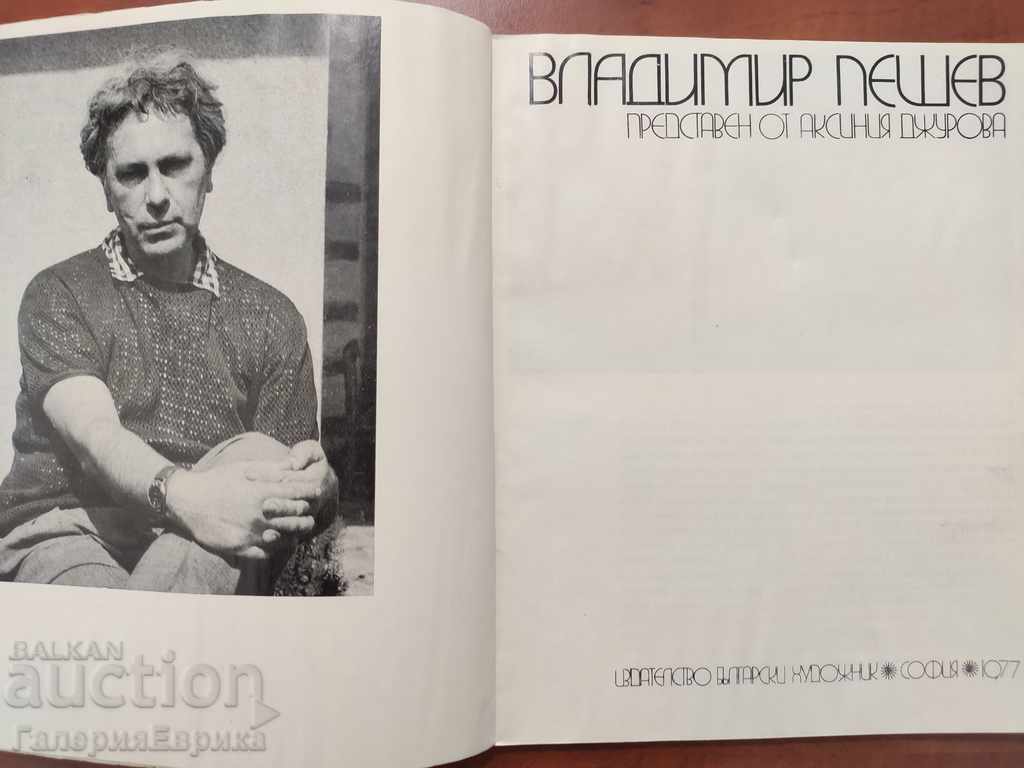 ВЛАДИМИР ПЕШЕВ
ПРЕДСТАВЕН ОТ АКСИНИЯ ДЖУРОВА
ИЗДАТЕЛСТВО БЪЛГАРСКИ ХУДОЖНИК ✺ СОФИЯ ✺ 1977
BALKAN
auction
ГалерияЕврика